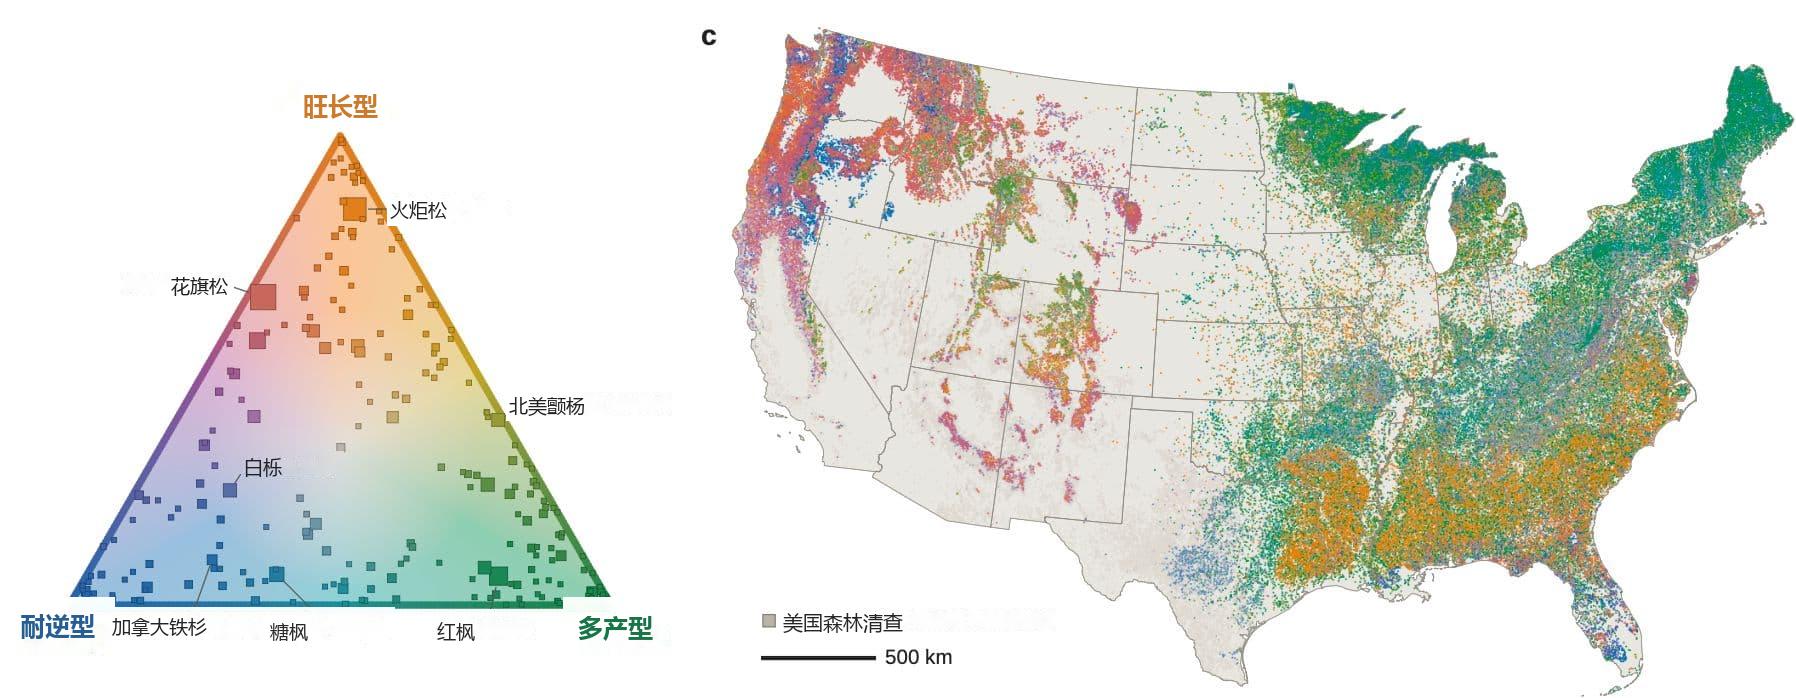 旺长型
火炬松
花旗松
北美颤杨
白栎
耐逆型
加拿大铁杉
糖枫
红枫
多产型
c
美国森林清查
500 km